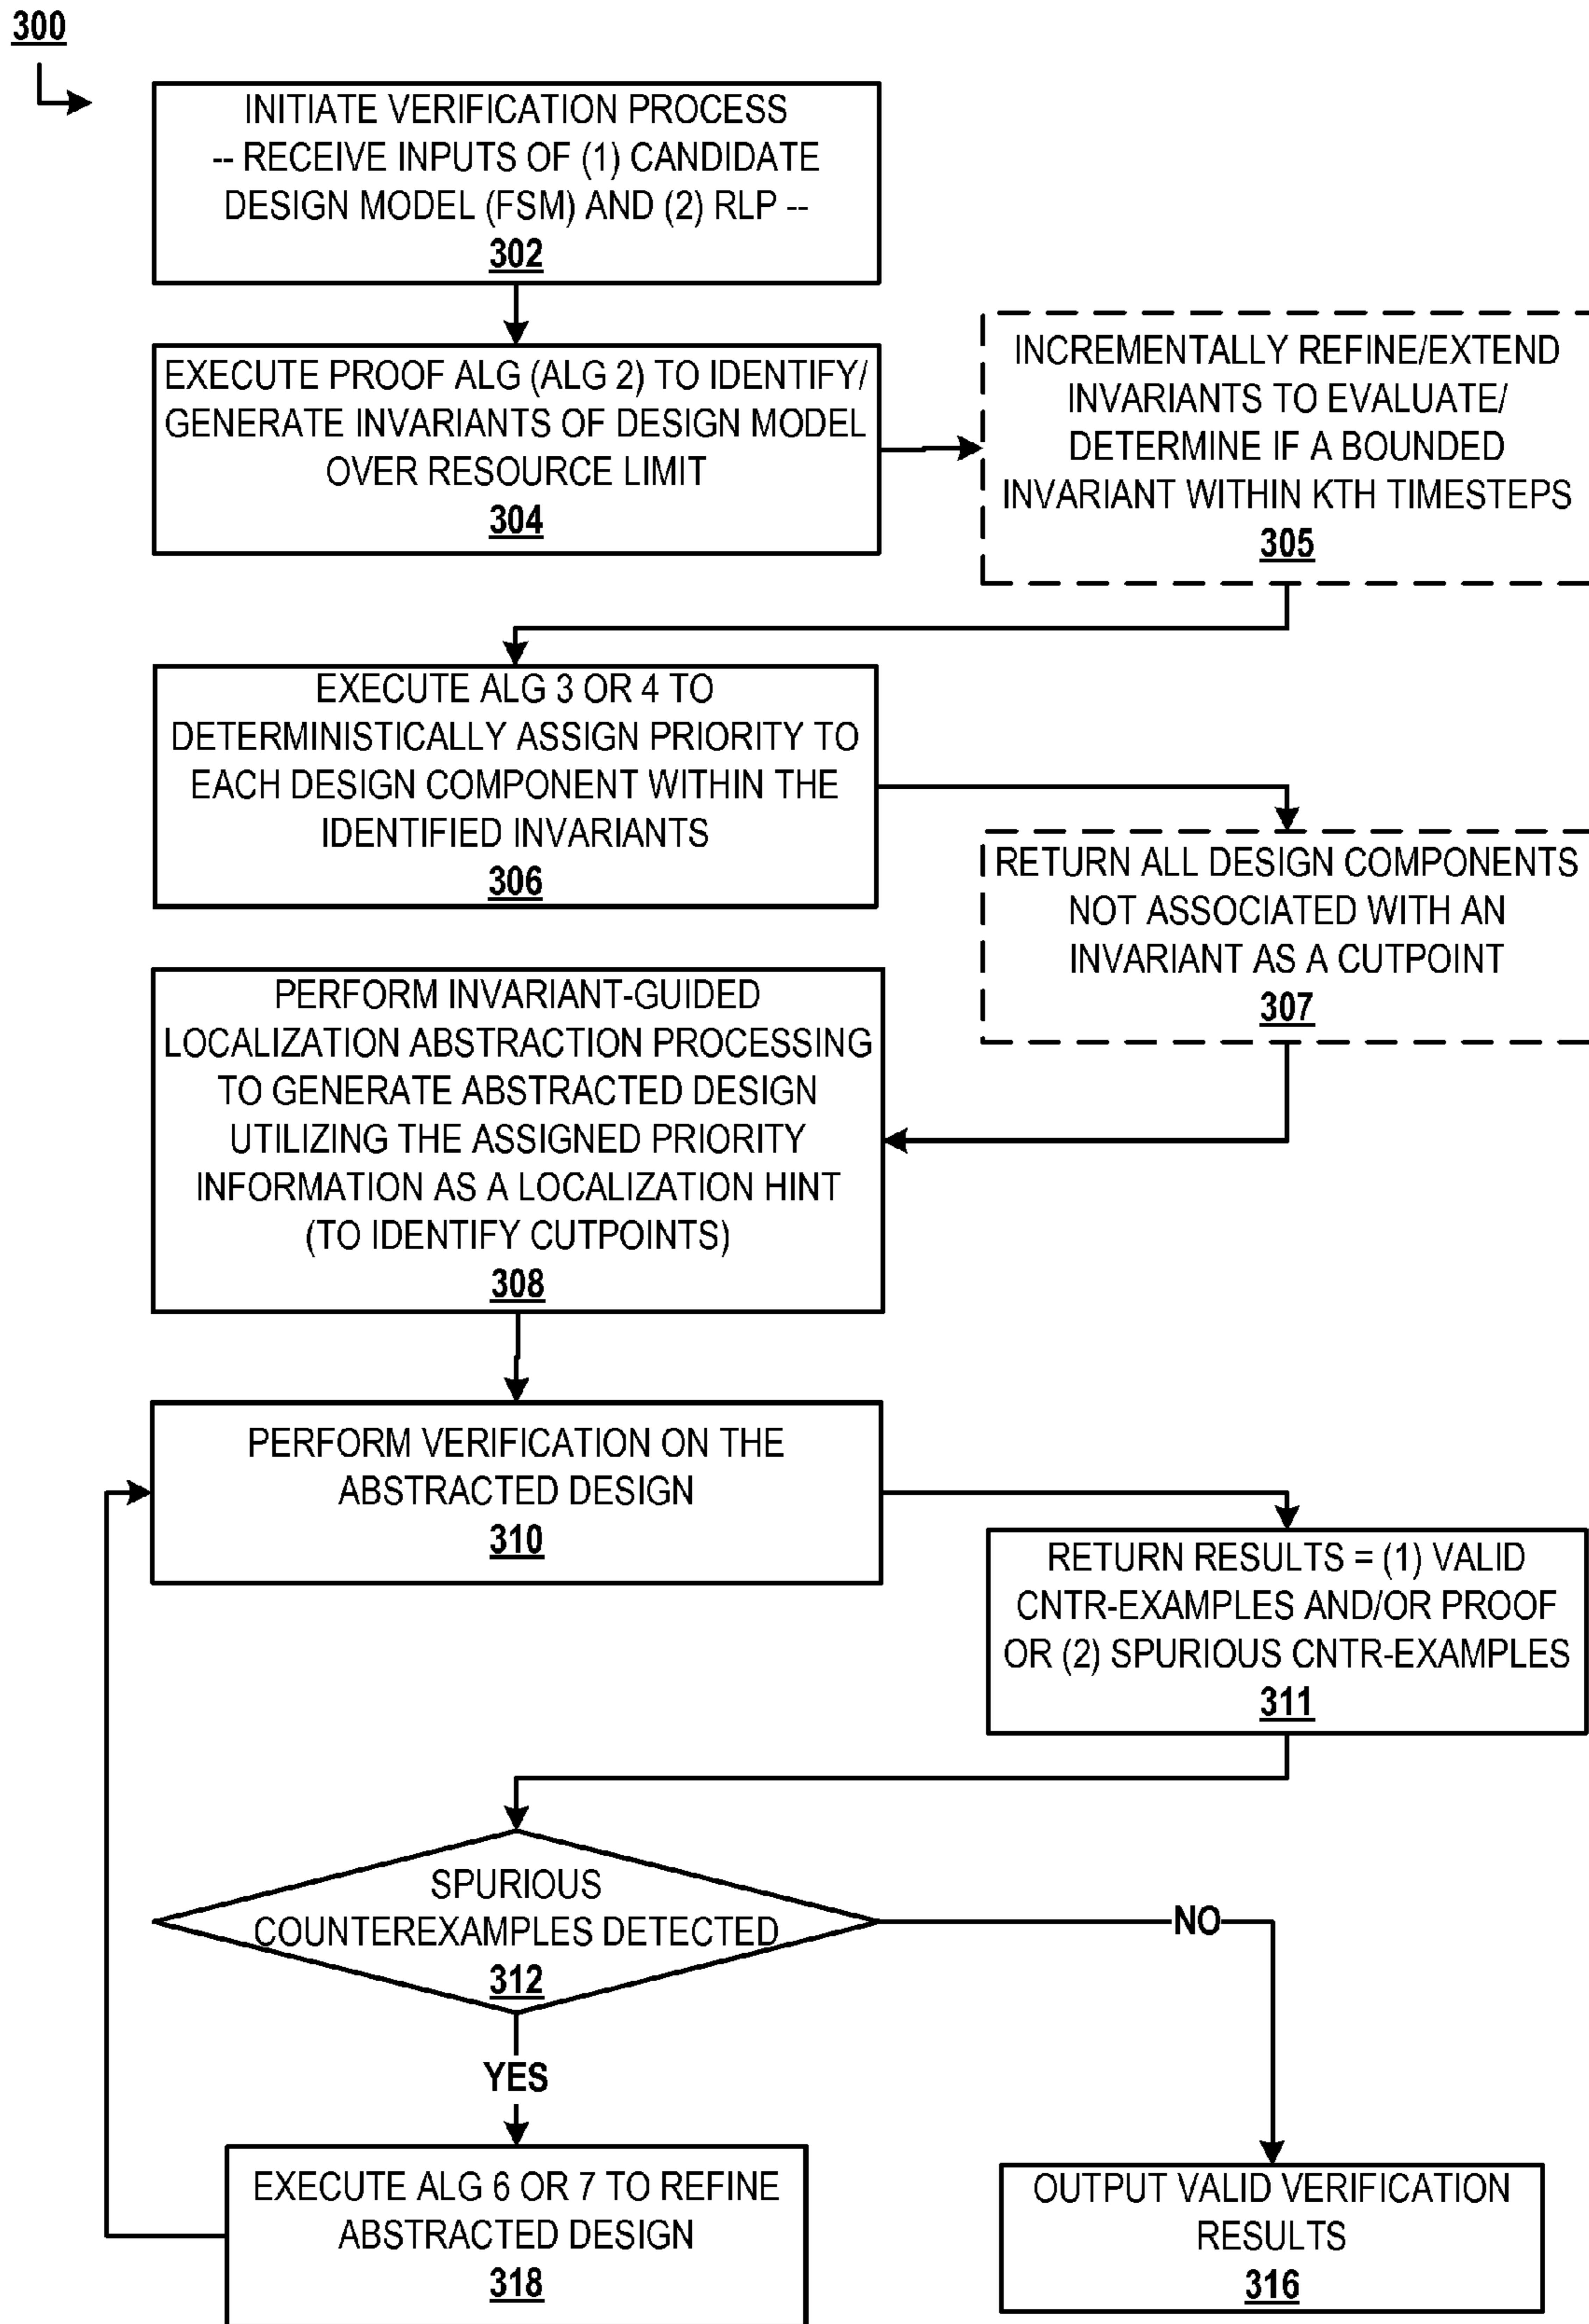 300
INITIATE VERIFICATION PROCESS
-- RECEIVE INPUTS OF (1) CANDIDATE
DESIGN MODEL (FSM) AND (2) RLP --
302
EXECUTE PROOF ALG (ALG 2) TO IDENTIFY/
GENERATE INVARIANTS OF DESIGN MODEL
OVER RESOURCE LIMIT
304
INCREMENTALLY REFINE/EXTEND
INVARIANTS TO EVALUATE/
DETERMINE IF A BOUNDED
INVARIANT WITHIN KTH TIMESTEPS
305
EXECUTE ALG 3 OR 4 TO
DETERMINISTICALLY ASSIGN PRIORITY TO
EACH DESIGN COMPONENT WITHIN THE
IDENTIFIED INVARIANTS
306
RETURN ALL DESIGN COMPONENTS
NOT ASSOCIATED WITH AN
INVARIANT AS A CUTPOINT
307
PERFORM INVARIANT-GUIDED
LOCALIZATION ABSTRACTION PROCESSING
TO GENERATE ABSTRACTED DESIGN
UTILIZING THE ASSIGNED PRIORITY
INFORMATION AS A LOCALIZATION HINT
(TO IDENTIFY CUTPOINTS)
308
PERFORM VERIFICATION ON THE
ABSTRACTED DESIGN
310
RETURN RESULTS = (1) VALID
CNTR-EXAMPLES AND/OR PROOF
OR (2) SPURIOUS CNTR-EXAMPLES
311
SPURIOUS
COUNTEREXAMPLES DETECTED
312
NO
YES
EXECUTE ALG 6 OR 7 TO REFINE
ABSTRACTED DESIGN
318
OUTPUT VALID VERIFICATION
RESULTS
316